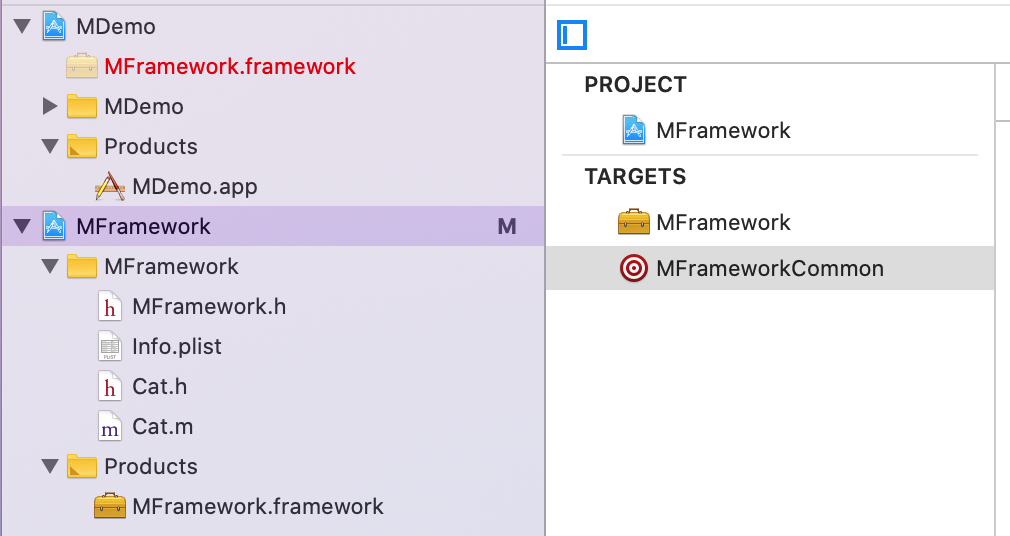 MDemo
MFramework.framework
MDemo
Products
MDemo.app
MFramework M
MFramework
h MFramework.h
PLIST Info.plist
h Cat.h
m Cat.m
Products
MFramework.framework
PROJECT
MFramework
TARGETS
MFramework
MFrameworkCommon